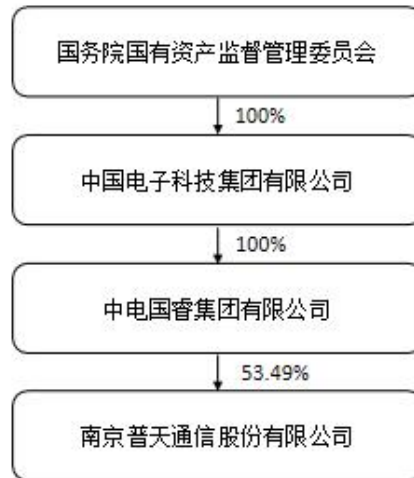 国务院国有资产监督管理委员会
100%
中国电子科技集团有限公司
100%
中电国睿集团有限公司
53.49%
南京普天通信股份有限公司